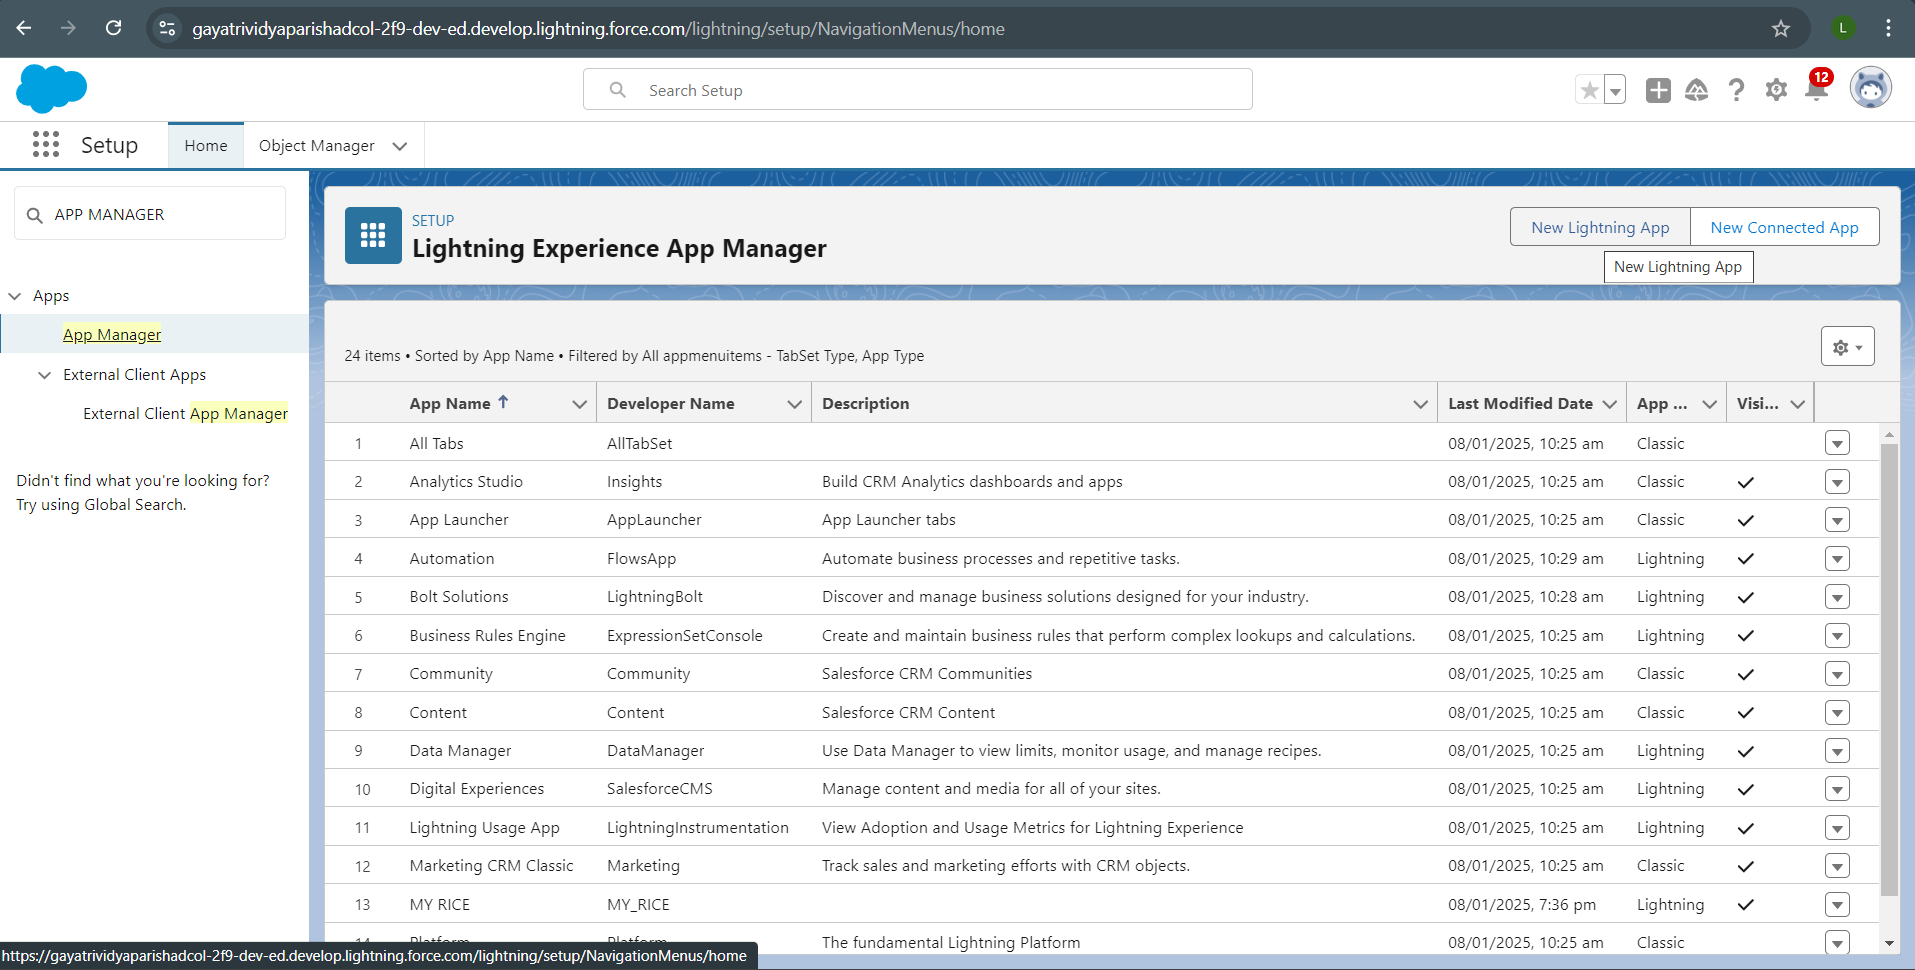 gayatrividyaparishadcol-2f9-dev-ed.develop.lightning.force.com/lightning/setup/NavigationMenus/home
L
Search Setup
12
Setup
Home
Object Manager
APP MANAGER
Apps
App Manager
External Client Apps
External Client App Manager
Didn't find what you're looking for?
Try using Global Search.
SETUP
Lightning Experience App Manager
New Lightning App
New Connected App
New Lightning App
24 items • Sorted by App Name • Filtered by All appmenuitems - TabSet Type, App Type
App Name ↑ Developer Name Description Last Modified Date App ... Visi...
1 All Tabs AllTabSet 08/01/2025, 10:25 am Classic
2 Analytics Studio Insights Build CRM Analytics dashboards and apps 08/01/2025, 10:25 am Classic
3 App Launcher AppLauncher App Launcher tabs 08/01/2025, 10:25 am Classic
4 Automation FlowsApp Automate business processes and repetitive tasks. 08/01/2025, 10:29 am Lightning
5 Bolt Solutions LightningBolt Discover and manage business solutions designed for your industry. 08/01/2025, 10:28 am Lightning
6 Business Rules Engine ExpressionSetConsole Create and maintain business rules that perform complex lookups and calculations. 08/01/2025, 10:25 am Lightning
7 Community Community Salesforce CRM Communities 08/01/2025, 10:25 am Classic
8 Content Content Salesforce CRM Content 08/01/2025, 10:25 am Classic
9 Data Manager DataManager Use Data Manager to view limits, monitor usage, and manage recipes. 08/01/2025, 10:25 am Lightning
10 Digital Experiences SalesforceCMS Manage content and media for all of your sites. 08/01/2025, 10:25 am Lightning
11 Lightning Usage App LightningInstrumentation View Adoption and Usage Metrics for Lightning Experience 08/01/2025, 10:25 am Lightning
12 Marketing CRM Classic Marketing Track sales and marketing efforts with CRM objects. 08/01/2025, 10:25 am Classic
13 MY RICE MY_RICE 08/01/2025, 7:36 pm Lightning
14 Platform Platform The fundamental Lightning Platform 08/01/2025, 10:25 am Classic
https://gayatrividyaparishadcol-2f9-dev-ed.develop.lightning.force.com/lightning/setup/NavigationMenus/home